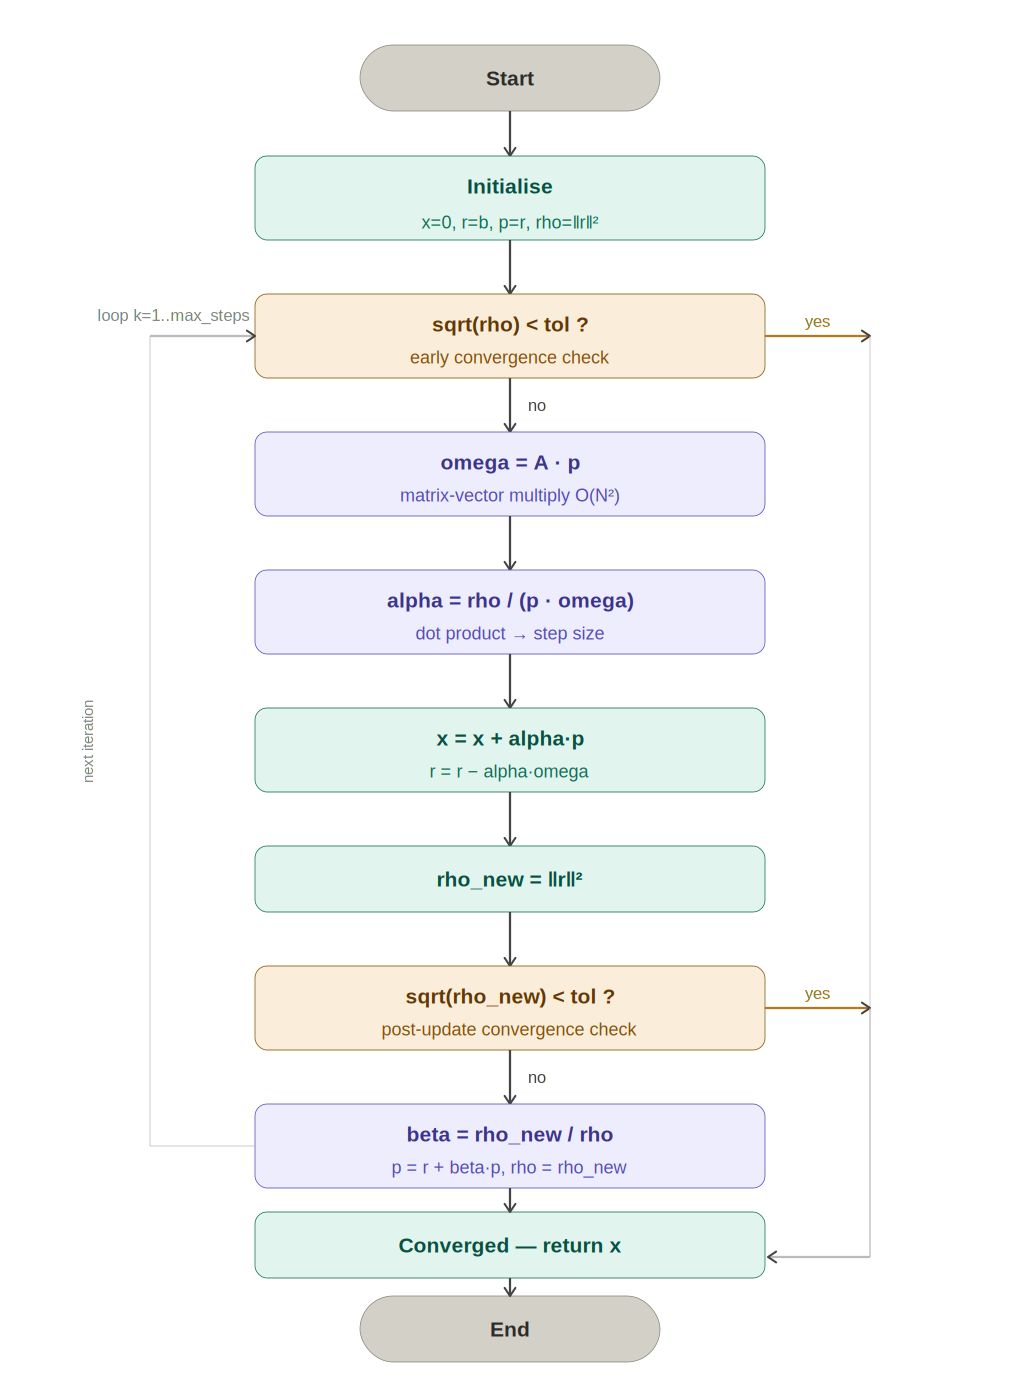 Start
Initialise
x=0, r=b, p=r, rho=‖r‖²
loop k=1..max_steps
sqrt(rho) < tol ?
early convergence check
yes
no
omega = A · p
matrix-vector multiply O(N²)
alpha = rho / (p · omega)
dot product → step size
next iteration
x = x + alpha·p
r = r − alpha·omega
rho_new = ‖r‖²
sqrt(rho_new) < tol ?
post-update convergence check
yes
no
beta = rho_new / rho
p = r + beta·p, rho = rho_new
Converged — return x
End